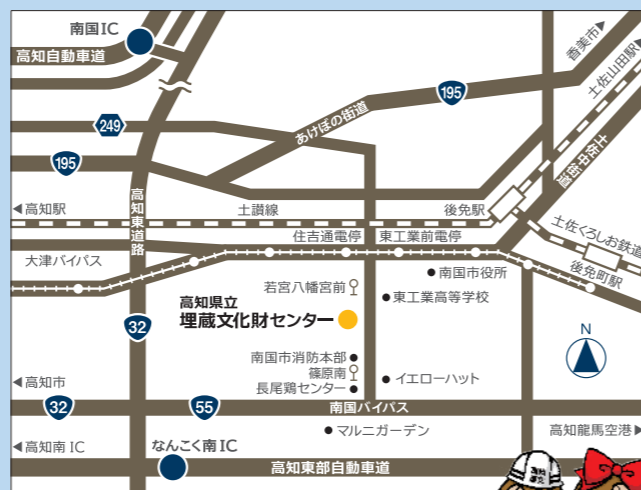 南国IC
高知自動車道
香美市▶
土佐山田駅▶
195
249
あけぼの街道
195
土佐中街道
◀高知駅
高知東道路
土讃線
後免駅
土佐くろしお鉄道
住吉通電停
東工業前電停
大津バイパス
後免町駅
南国市役所
若宮八幡宮前
東工業高等学校
高知県立
埋蔵文化財センター
32
N
南国市消防本部
篠原南
イエローハット
長尾鶏センター
◀高知市
32
55
南国バイパス
マルニガーデン
高知龍馬空港▶
◀高知南IC
なんこく南IC
高知東部自動車道